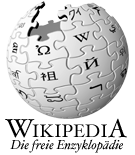 Ω W
И
WIKIPEDIA
Die freie Enzyklopädie